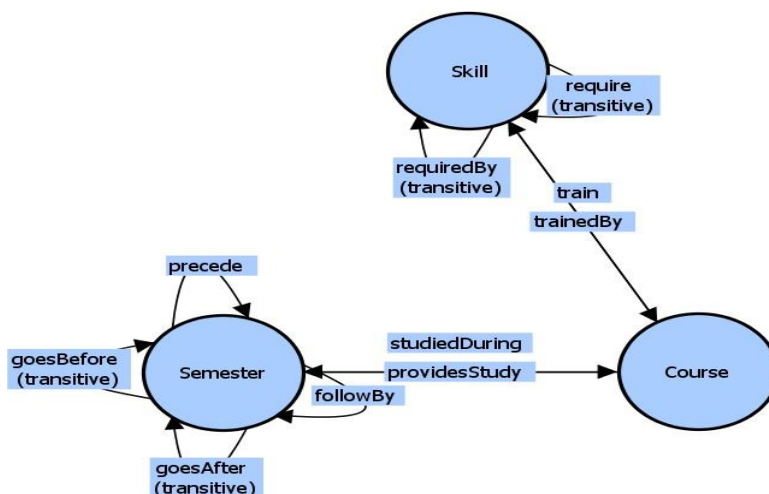 Skill
require
(transitive)
requiredBy
(transitive)
train
trainedBy
precede
studiedDuring
goesBefore
(transitive)
Semester
providesStudy
Course
followBy
goesAfter
(transitive)